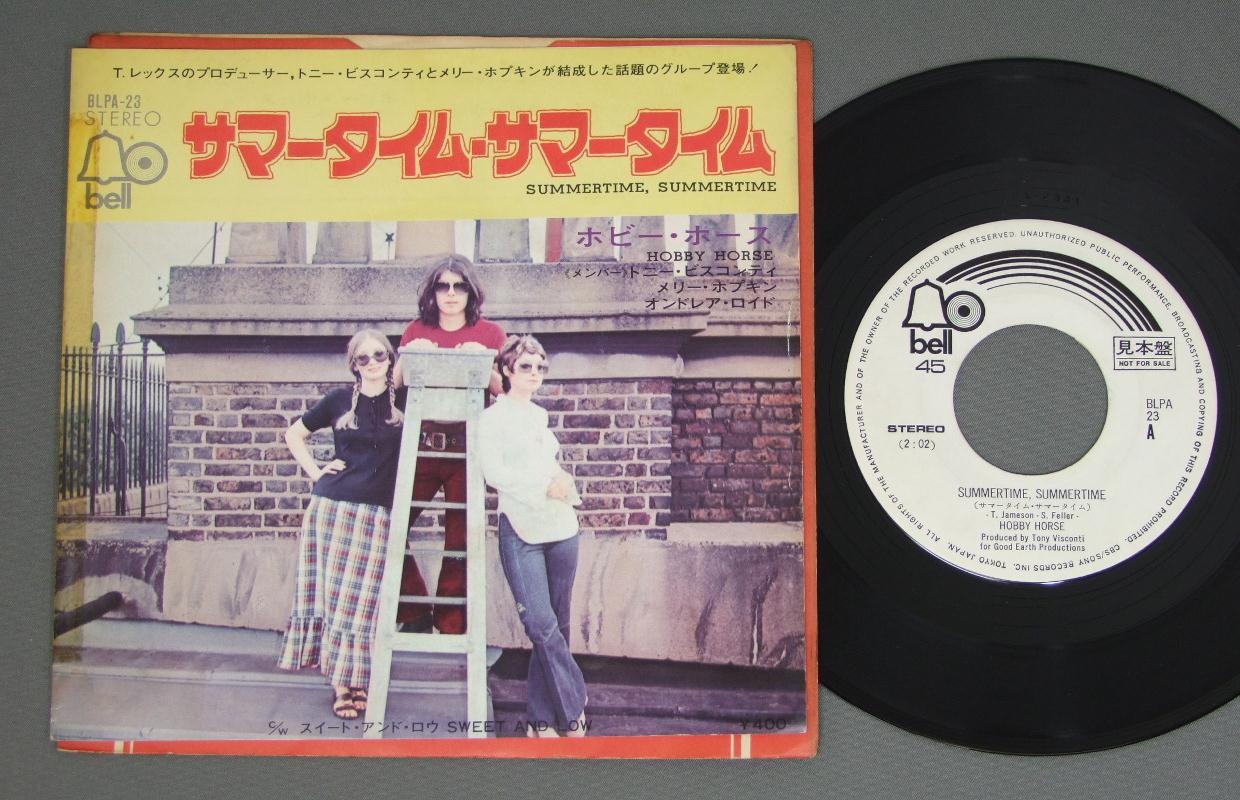 T.レックスのプロデューサー,トニー・ビスコンティとメリー・ホプキンが結成した話題のグループ登場!
BLPA-23
STEREO
bell
サマータイム・サマータイム
SUMMERTIME, SUMMERTIME
ホビー・ホース
HOBBY HORSE
《メンバー》トニー・ビスコンティ
メリー・ホプキン
オンドレア・ロイド
c/w スイート・アンド・ロウ SWEET AND LOW
¥400
ALL RIGHTS OF THE MANUFACTURER AND OF THE OWNER OF THE RECORDED WORK RESERVED. UNAUTHORIZED PUBLIC PERFORMANCE, BROADCASTING AND COPYING OF THIS RECORD PROHIBITED. CBS/SONY RECORDS INC. TOKYO JAPAN.
bell
45
見本盤
NOT FOR SALE
BLPA
23
A
STEREO
(2:02)
SUMMERTIME, SUMMERTIME
(サマータイム・サマータイム)
- T. Jameson - S. Feller -
HOBBY HORSE
Produced by Tony Visconti
for Good Earth Productions